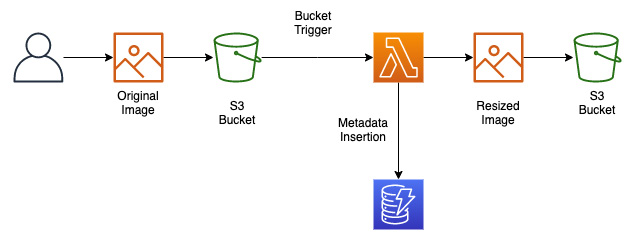 Bucket
Trigger
Original
Image
S3
Bucket
Metadata
Insertion
Resized
Image
S3
Bucket